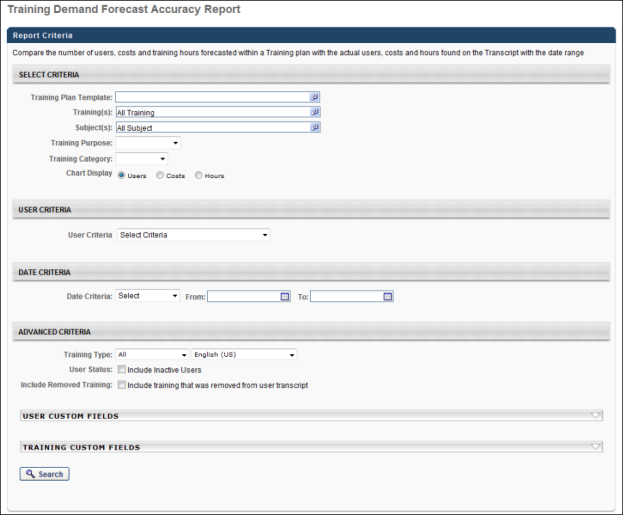 Training Demand Forecast Accuracy Report
Report Criteria
Compare the number of users, costs and training hours forecasted within a Training plan with the actual users, costs and hours found on the Transcript with the date range
SELECT CRITERIA
Training Plan Template:
Training(s): All Training
Subject(s): All Subject
Training Purpose:
Training Category:
Chart Display Users Costs Hours
USER CRITERIA
User Criteria Select Criteria
DATE CRITERIA
Date Criteria: Select From: To:
ADVANCED CRITERIA
Training Type: All English (US)
User Status: Include Inactive Users
Include Removed Training: Include training that was removed from user transcript
USER CUSTOM FIELDS
TRAINING CUSTOM FIELDS
Search